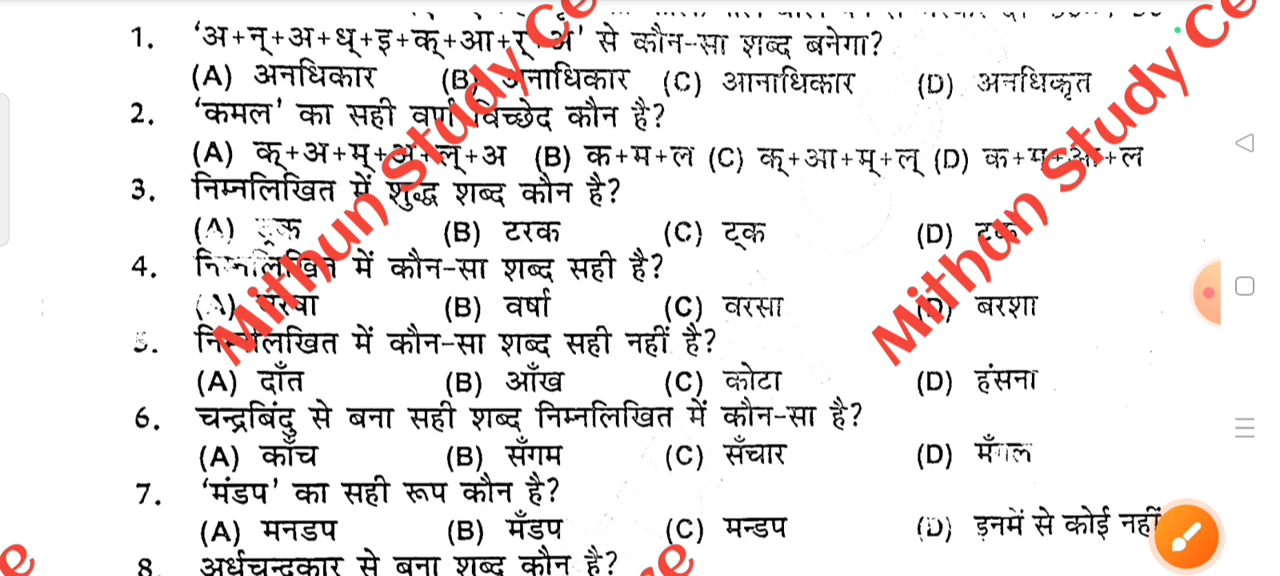 1. 'अ+न्+अ+ध्+इ+क्+आ+र्+अ' से कौन-सा शब्द बनेगा?
(A) अनधिकार (B) अनाधिकार (C) आनाधिकार (D) अनधिकृत
2. 'कमल' का सही वर्ण विच्छेद कौन है?
(A) क्+अ+म्+अ+ल्+अ (B) क+म+ल (C) क्+आ+म्+ल् (D) क+म+अ+ल
3. निम्नलिखित में शुद्ध शब्द कौन है?
(A) ट्रक (B) टरक (C) ट्क (D)
4. निम्नलिखित में कौन-सा शब्द सही है?
(A) बरखा (B) वर्षा (C) वरसा (D) बरशा
5. निम्नलिखित में कौन-सा शब्द सही नहीं है?
(A) दाँत (B) आँख (C) कोटा (D) हंसना
6. चन्द्रबिंदु से बना सही शब्द निम्नलिखित में कौन-सा है?
(A) काँच (B) सँगम (C) सँचार (D) मँगल
7. 'मंडप' का सही रूप कौन है?
(A) मनडप (B) मँडप (C) मन्डप (D) इनमें से कोई नहीं
8. अर्धचन्द्रकार से बना शब्द कौन है?
Mithun Study Ce
Mithun Study Ce